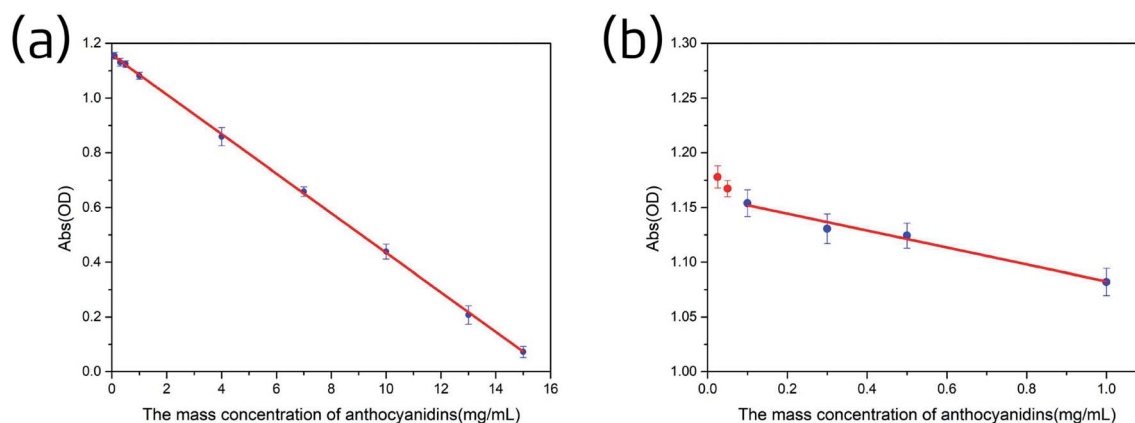 (a)
1.2
1.0
0.8
0.6
0.4
0.2
0.0
Abs(OD)
0 2 4 6 8 10 12 14 16
The mass concentration of anthocyanidins(mg/mL)
(b)
1.30
1.25
1.20
1.15
1.10
1.05
1.00
Abs(OD)
0.0 0.2 0.4 0.6 0.8 1.0
The mass concentration of anthocyanidins(mg/mL)